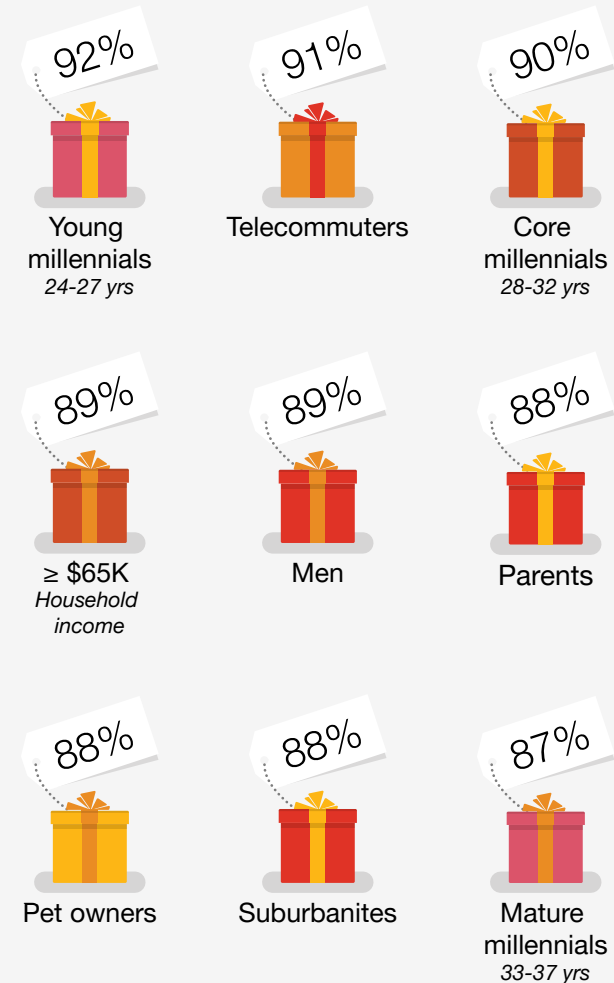 92%
Young
millennials
24-27 yrs
91%
Telecommuters
90%
Core
millennials
28-32 yrs
89%
≥ $65K
Household
income
89%
Men
88%
Parents
88%
Pet owners
88%
Suburbanites
87%
Mature
millennials
33-37 yrs